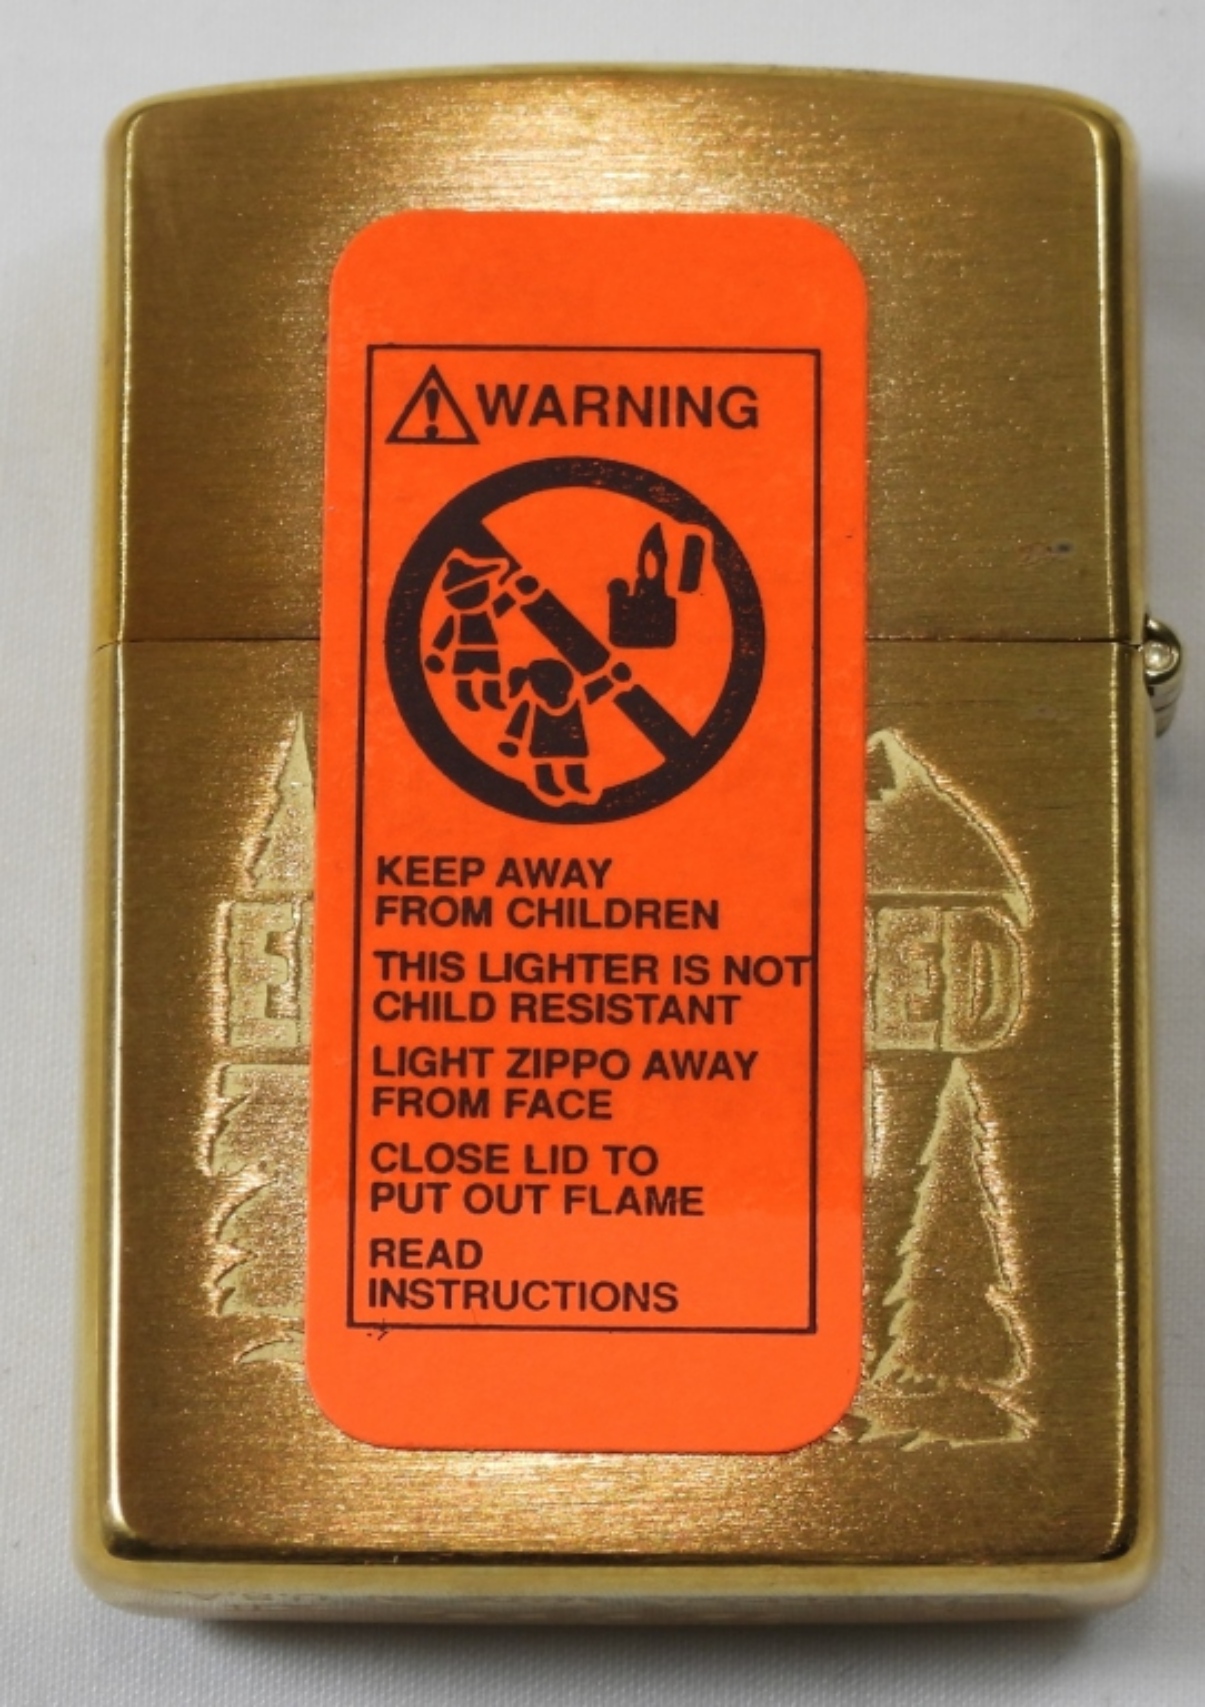 WARNING
KEEP AWAY
FROM CHILDREN
THIS LIGHTER IS NOT
CHILD RESISTANT
LIGHT ZIPPO AWAY
FROM FACE
CLOSE LID TO
PUT OUT FLAME
READ
INSTRUCTIONS